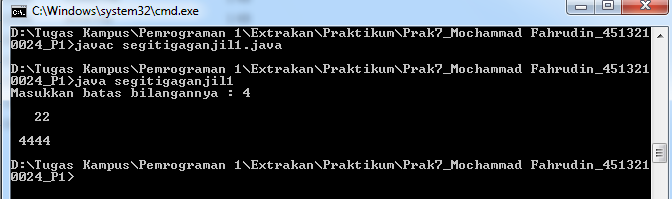 C:\Windows\system32\cmd.exe
D:\Tugas Kampus\Pemrograman 1\Extrakan\Praktikum\Prak7_Mochammad Fahrudin_451321
0024_P1>javac segitigaganjil1.java
D:\Tugas Kampus\Pemrograman 1\Extrakan\Praktikum\Prak7_Mochammad Fahrudin_451321
0024_P1>java segitigaganjil1
Masukkan batas bilangannya : 4
22
4444
D:\Tugas Kampus\Pemrograman 1\Extrakan\Praktikum\Prak7_Mochammad Fahrudin_451321
0024_P1>